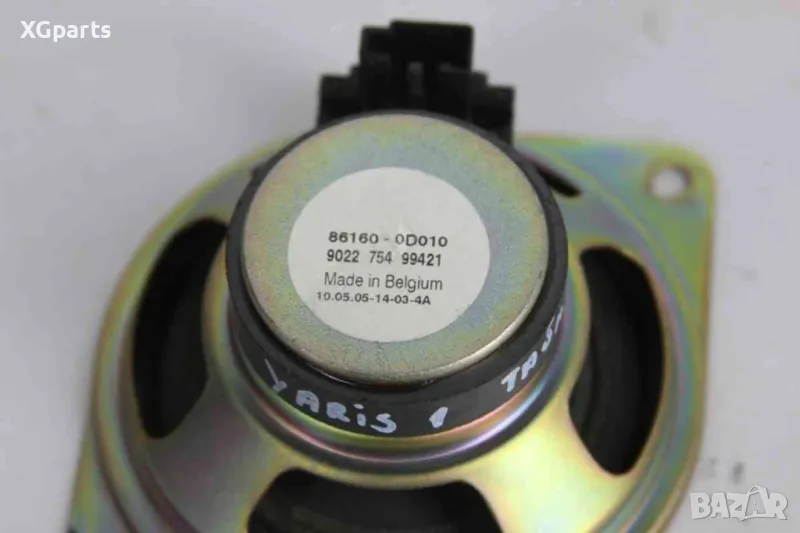 XGparts
86160 - 0D010
9022 754 99421
Made in Belgium
10.05.05-14-03-4A
YARIS 1
BAZAR